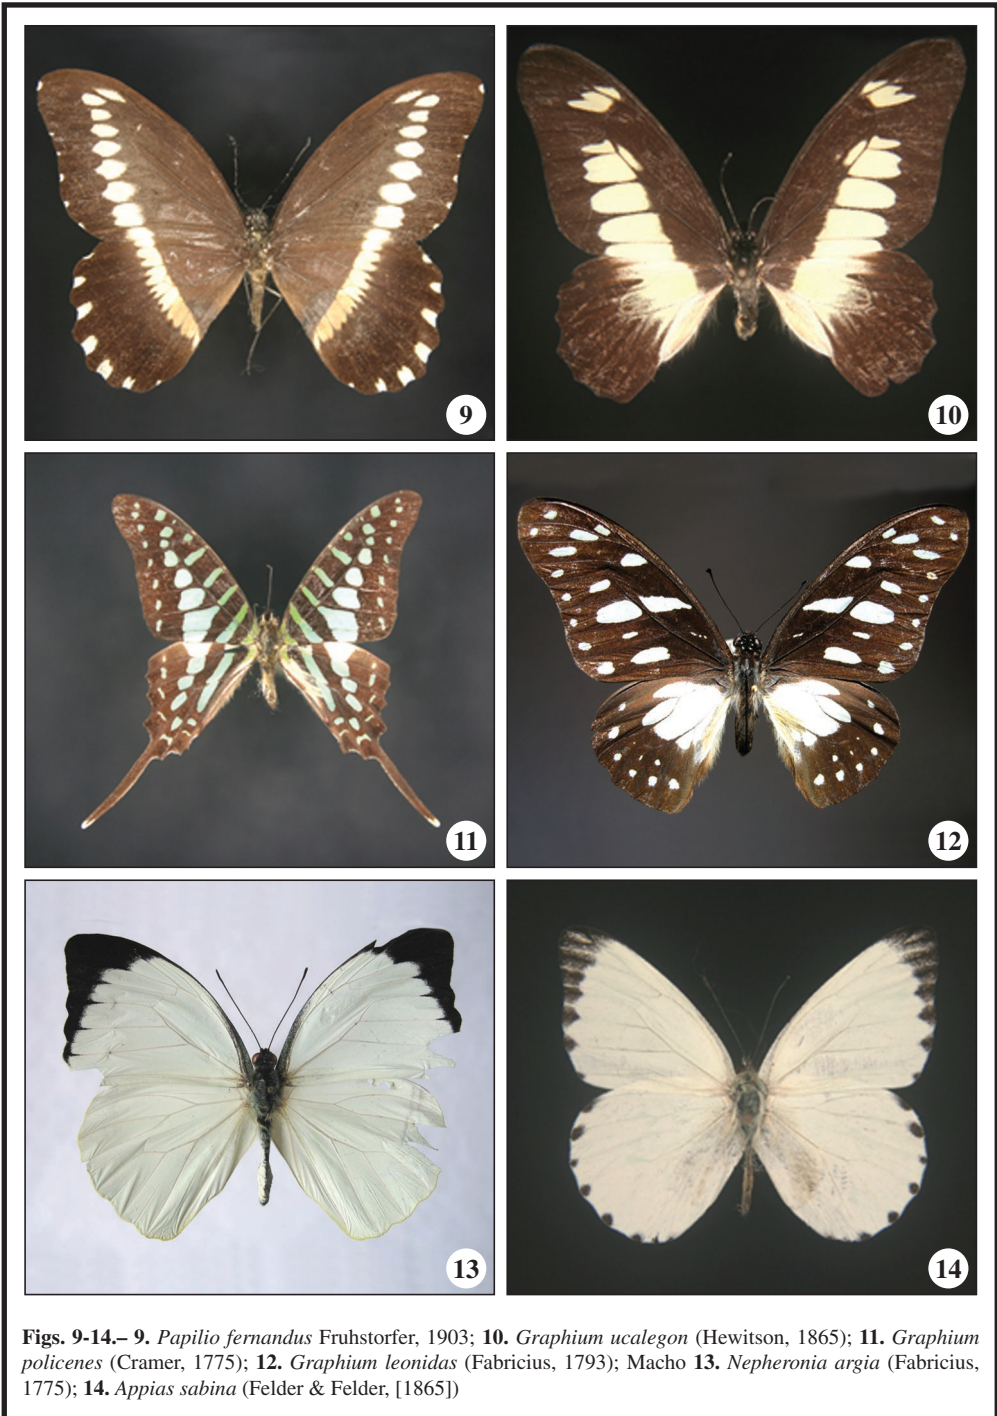 9
10
11
12
13
14
Figs. 9-14.– 9. Papilio fernandus Fruhstorfer, 1903; 10. Graphium ucalegon (Hewitson, 1865); 11. Graphium
policenes (Cramer, 1775); 12. Graphium leonidas (Fabricius, 1793); Macho 13. Nepheronia argia (Fabricius,
1775); 14. Appias sabina (Felder & Felder, [1865])